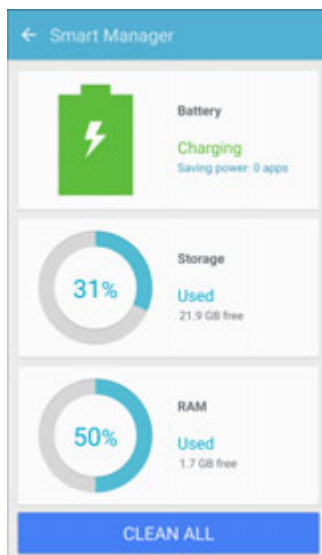 Smart Manager
Battery
Charging
Saving power: 0 apps
31%
Storage
Used
21.9 GB free
50%
RAM
Used
1.7 GB free
CLEAN ALL